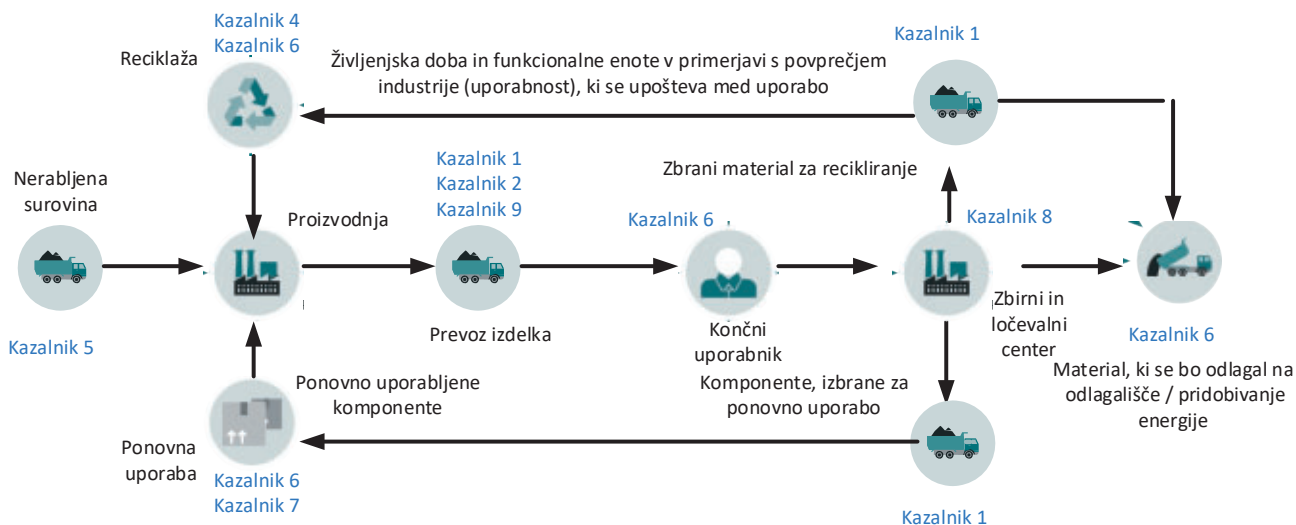 Kazalnik 4
Kazalnik 6
Reciklaža
Življenjska doba in funkcionalne enote v primerjavi s povprečjem
industrije (uporabnost), ki se upošteva med uporabo
Kazalnik 1
Nerabljena
surovina
Proizvodnja
Kazalnik 1
Kazalnik 2
Kazalnik 9
Zbrani material za recikliranje
Kazalnik 6
Kazalnik 8
Kazalnik 5
Prevoz izdelka
Končni
uporabnik
Zbirni in
ločevalni
center
Kazalnik 6
Material, ki se bo odlagal na
odlagališče / pridobivanje
energije
Ponovno uporabljene
komponente
Komponente, izbrane za
ponovno uporabo
Ponovna
uporaba
Kazalnik 6
Kazalnik 7
Kazalnik 1